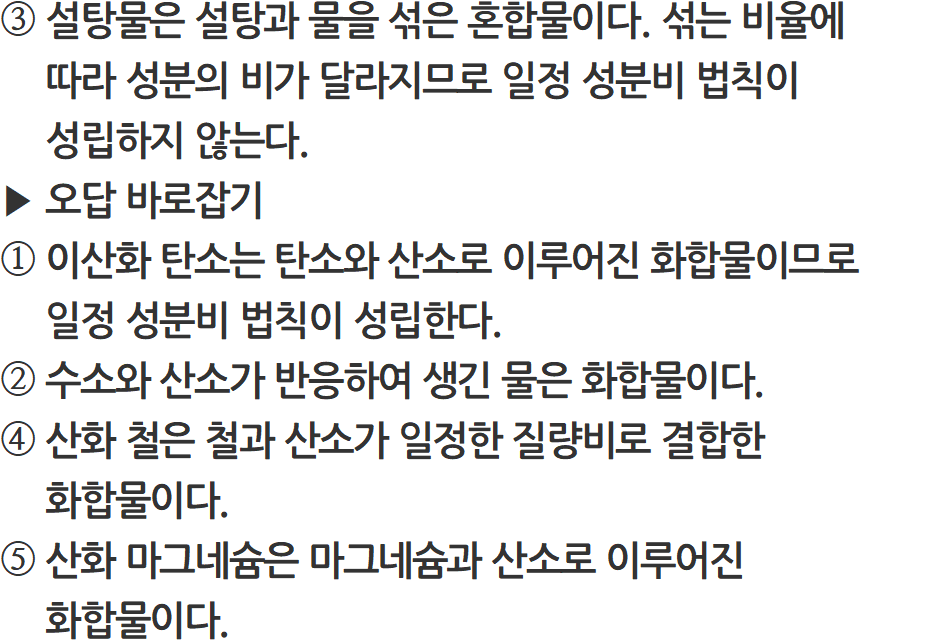 ③ 설탕물은 설탕과 물을 섞은 혼합물이다. 섞는 비율에
따라 성분의 비가 달라지므로 일정 성분비 법칙이
성립하지 않는다.
▶ 오답 바로잡기
① 이산화 탄소는 탄소와 산소로 이루어진 화합물이므로
일정 성분비 법칙이 성립한다.
② 수소와 산소가 반응하여 생긴 물은 화합물이다.
④ 산화 철은 철과 산소가 일정한 질량비로 결합한
화합물이다.
⑤ 산화 마그네슘은 마그네슘과 산소로 이루어진
화합물이다.